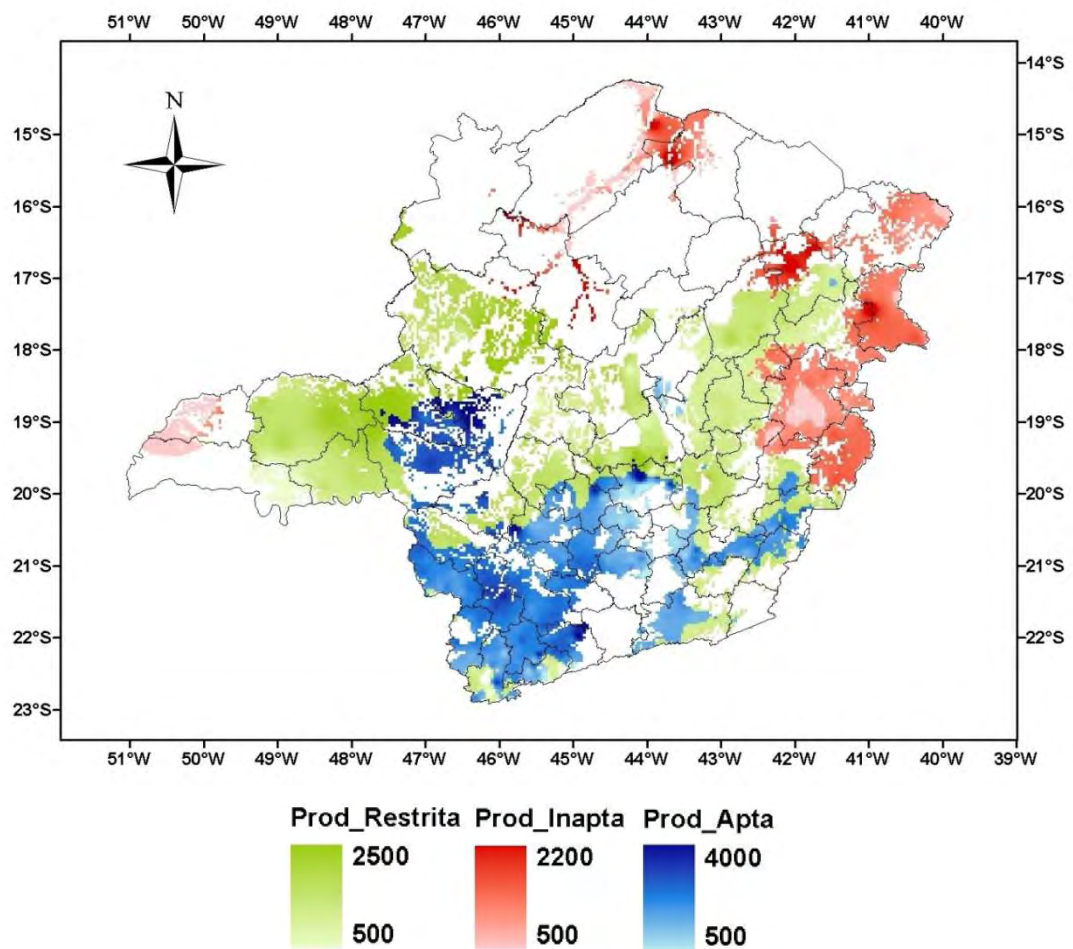 51°W 50°W 49°W 48°W 47°W 46°W 45°W 44°W 43°W 42°W 41°W 40°W
14°S
N
15°S 15°S
16°S 16°S
17°S 17°S
18°S 18°S
19°S 19°S
20°S 20°S
21°S 21°S
22°S 22°S
23°S
51°W 50°W 49°W 48°W 47°W 46°W 45°W 44°W 43°W 42°W 41°W 40°W 39°W
Prod_Restrita Prod_Inapta Prod_Apta
2500 2200 4000
500 500 500